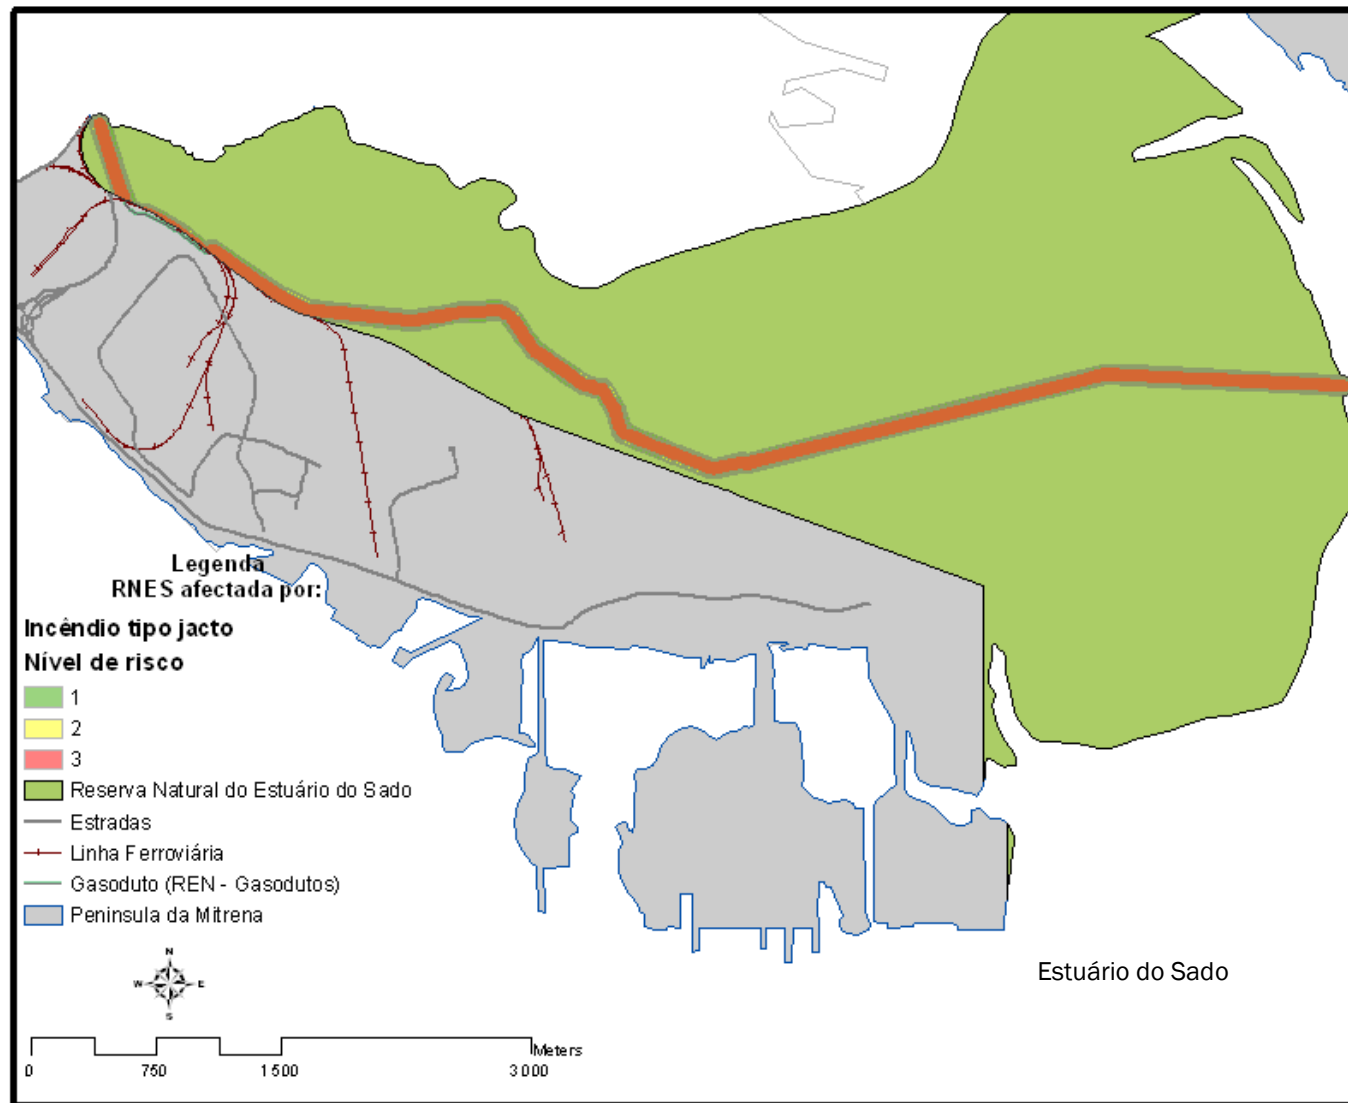 Legenda
RNES afectada por:
Incêndio tipo jacto
Nível de risco
1
2
3
Reserva Natural do Estuário do Sado
Estradas
Linha Ferroviária
Gasoduto (REN - Gasodutos)
Peninsula da Mitrena
N
W E
S
Estuário do Sado
Meters
0 750 1 500 3 000